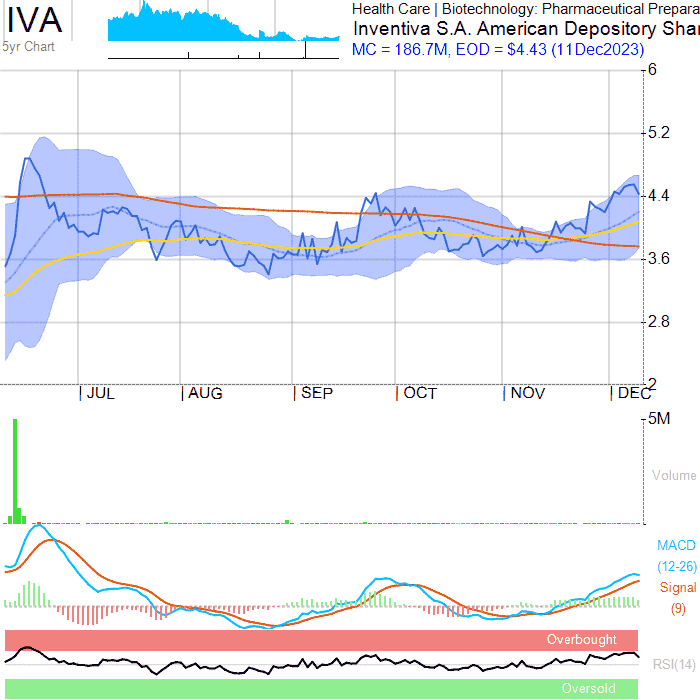 IVA
5yr Chart
Health Care | Biotechnology: Pharmaceutical Prepara
Inventiva S.A. American Depository Shar
MC = 186.7M, EOD = $4.43 (11Dec2023)
6
5.2
4.4
3.6
2.8
2
| JUL | AUG | SEP | OCT | NOV | DEC
5M
Volume
MACD
(12-26)
Signal
(9)
Overbought
RSI(14)
Oversold